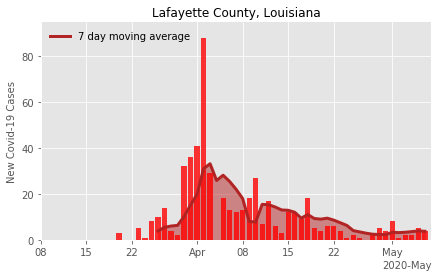 Lafayette County, Louisiana
7 day moving average
New Covid-19 Cases
80
60
40
20
0
08 15 22 Apr 08 15 22 May
2020-May